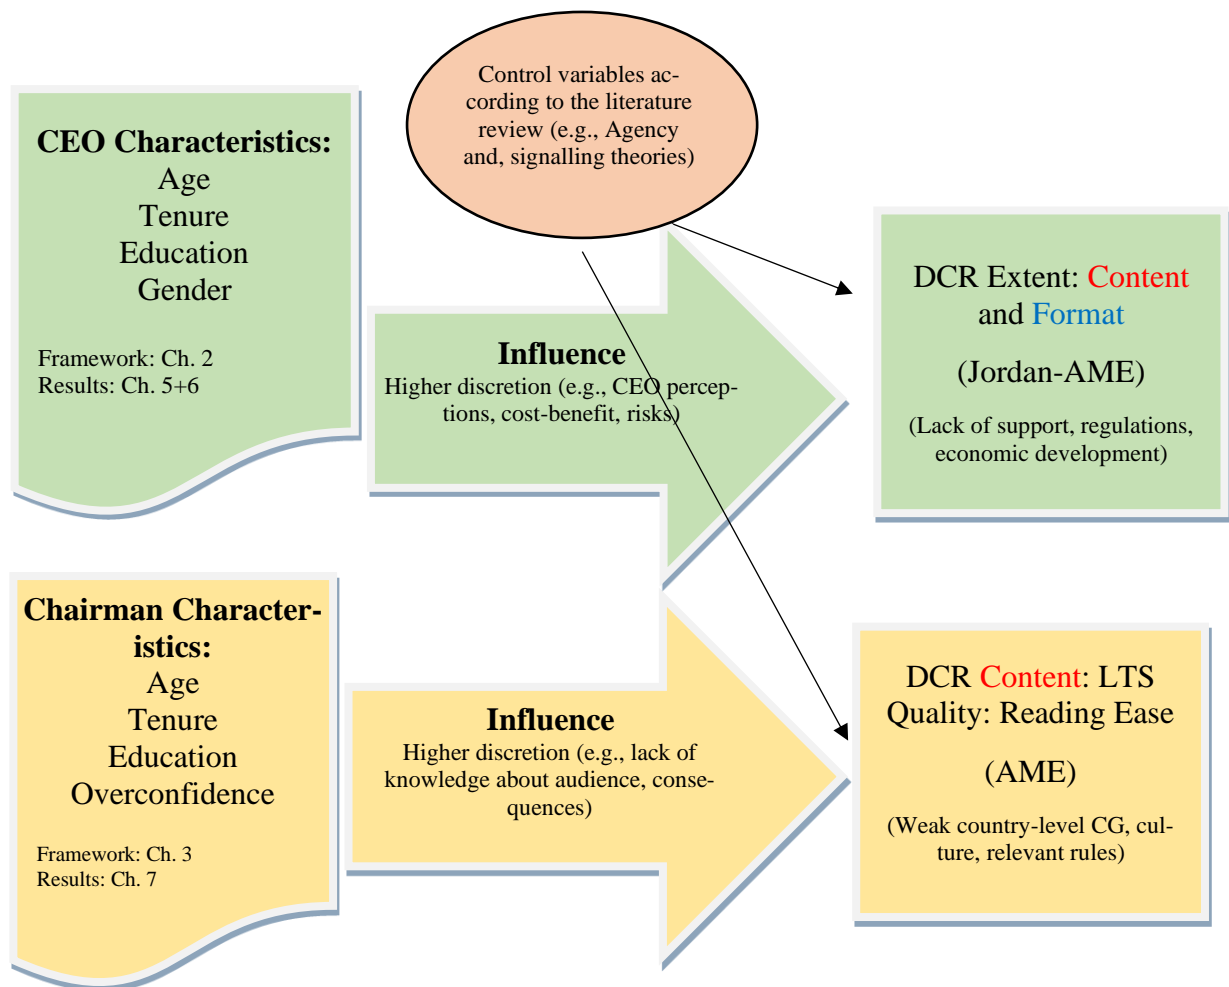 Control variables ac-
cording to the literature
review (e.g., Agency
and, signalling theories)
CEO Characteristics:
Age
Tenure
Education
Gender
Framework: Ch. 2
Results: Ch. 5+6
Influence
Higher discretion (e.g., CEO percep-
tions, cost-benefit, risks)
DCR Extent: Content
and Format
(Jordan-AME)
(Lack of support, regulations,
economic development)
Chairman Character-
istics:
Age
Tenure
Education
Overconfidence
Framework: Ch. 3
Results: Ch. 7
Influence
Higher discretion (e.g., lack of
knowledge about audience, conse-
quences)
DCR Content: LTS
Quality: Reading Ease
(AME)
(Weak country-level CG, cul-
ture, relevant rules)